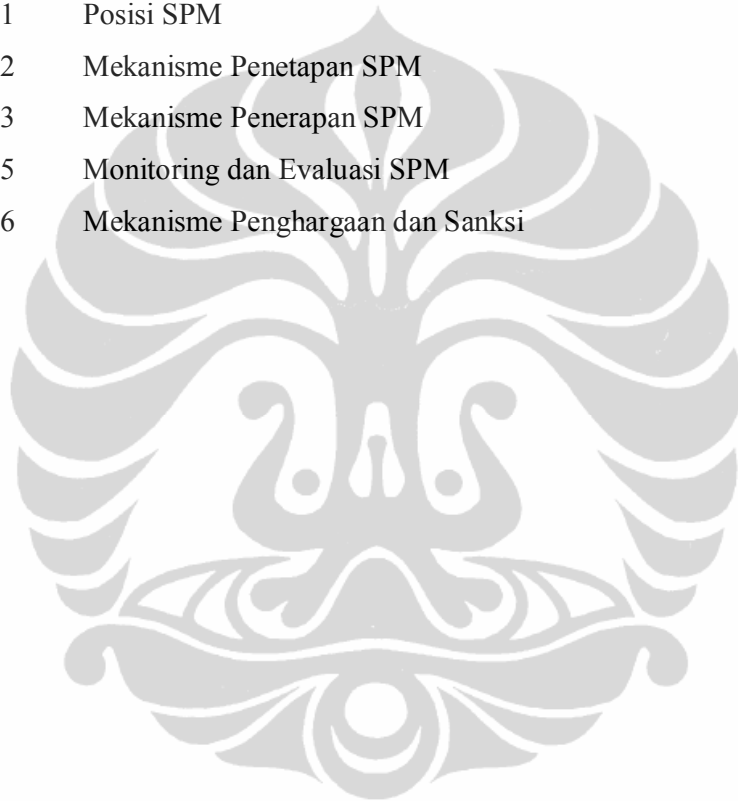 1 Posisi SPM
2 Mekanisme Penetapan SPM
3 Mekanisme Penerapan SPM
5 Monitoring dan Evaluasi SPM
6 Mekanisme Penghargaan dan Sanksi